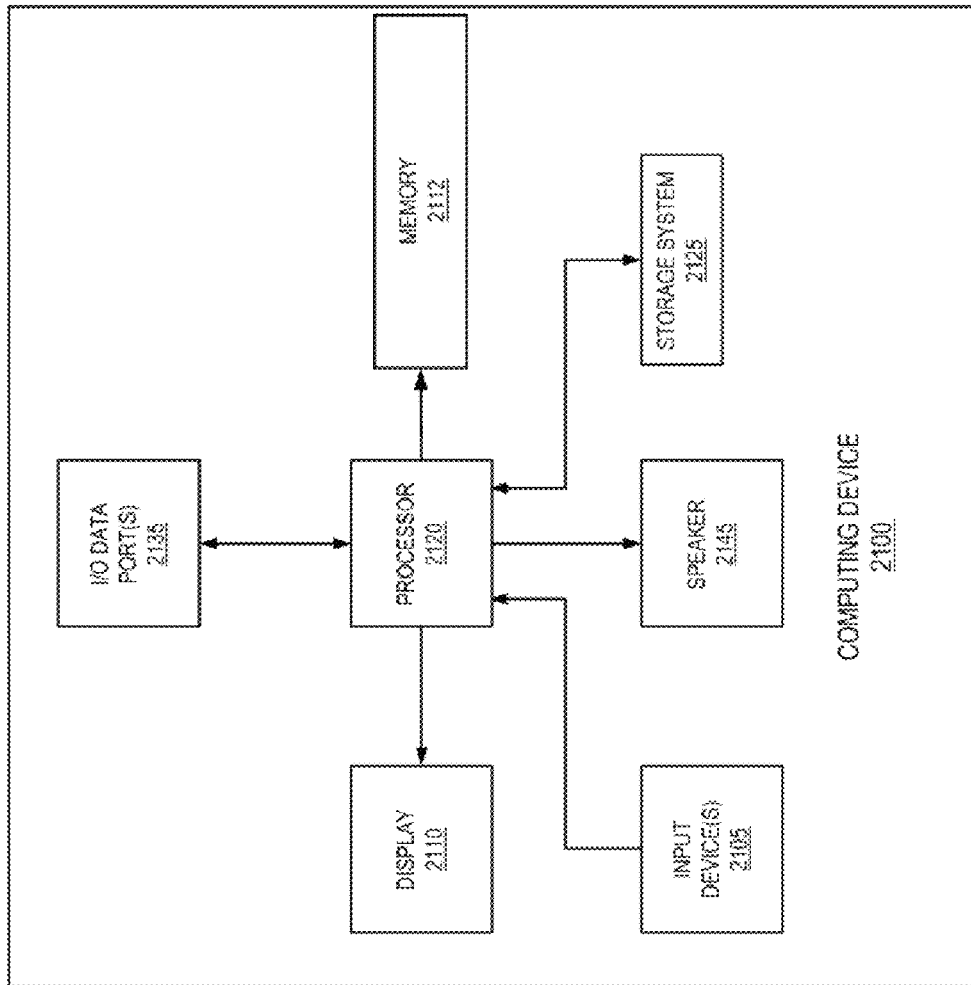 I/O DATA
PORT(S)
2135
DISPLAY
2110
PROCESSOR
2120
MEMORY
2112
INPUT
DEVICE(S)
2105
SPEAKER
2145
STORAGE SYSTEM
2125
COMPUTING DEVICE
2100